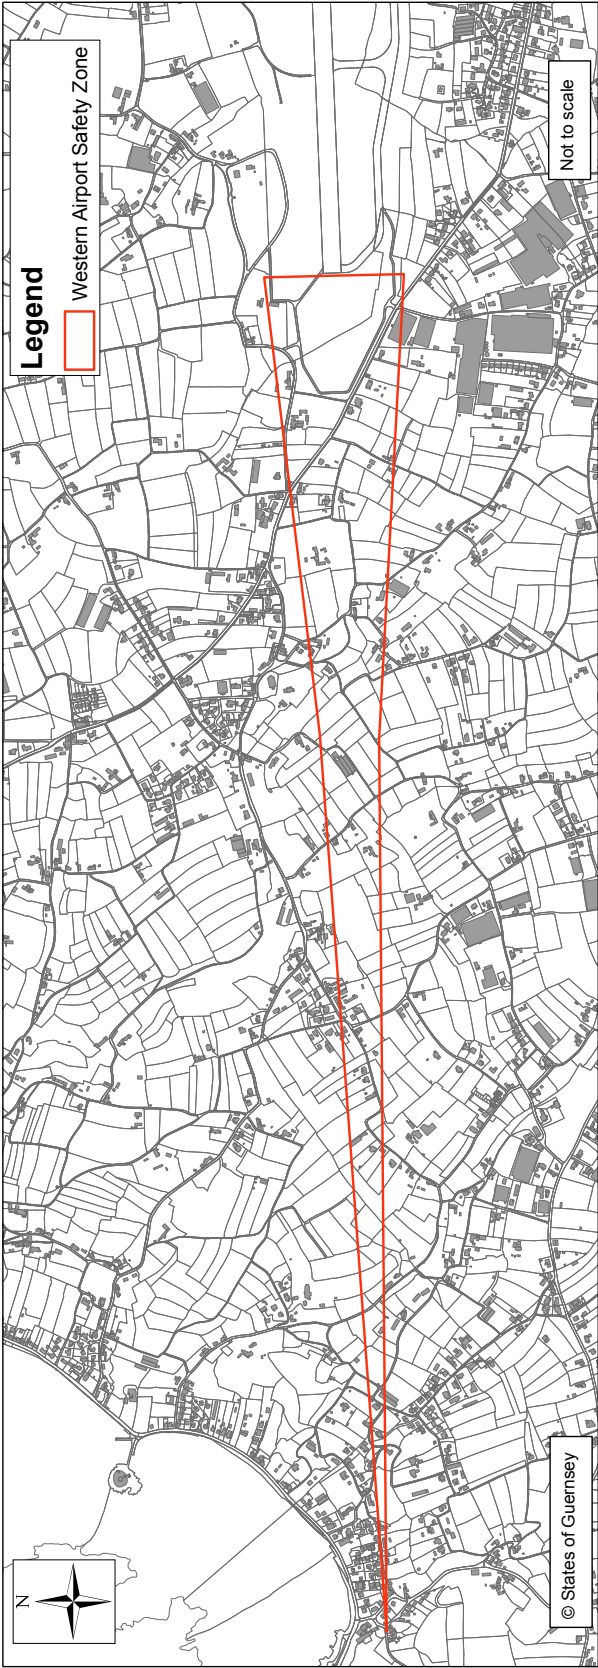 Legend
Western Airport Safety Zone
Not to scale
N
© States of Guernsey